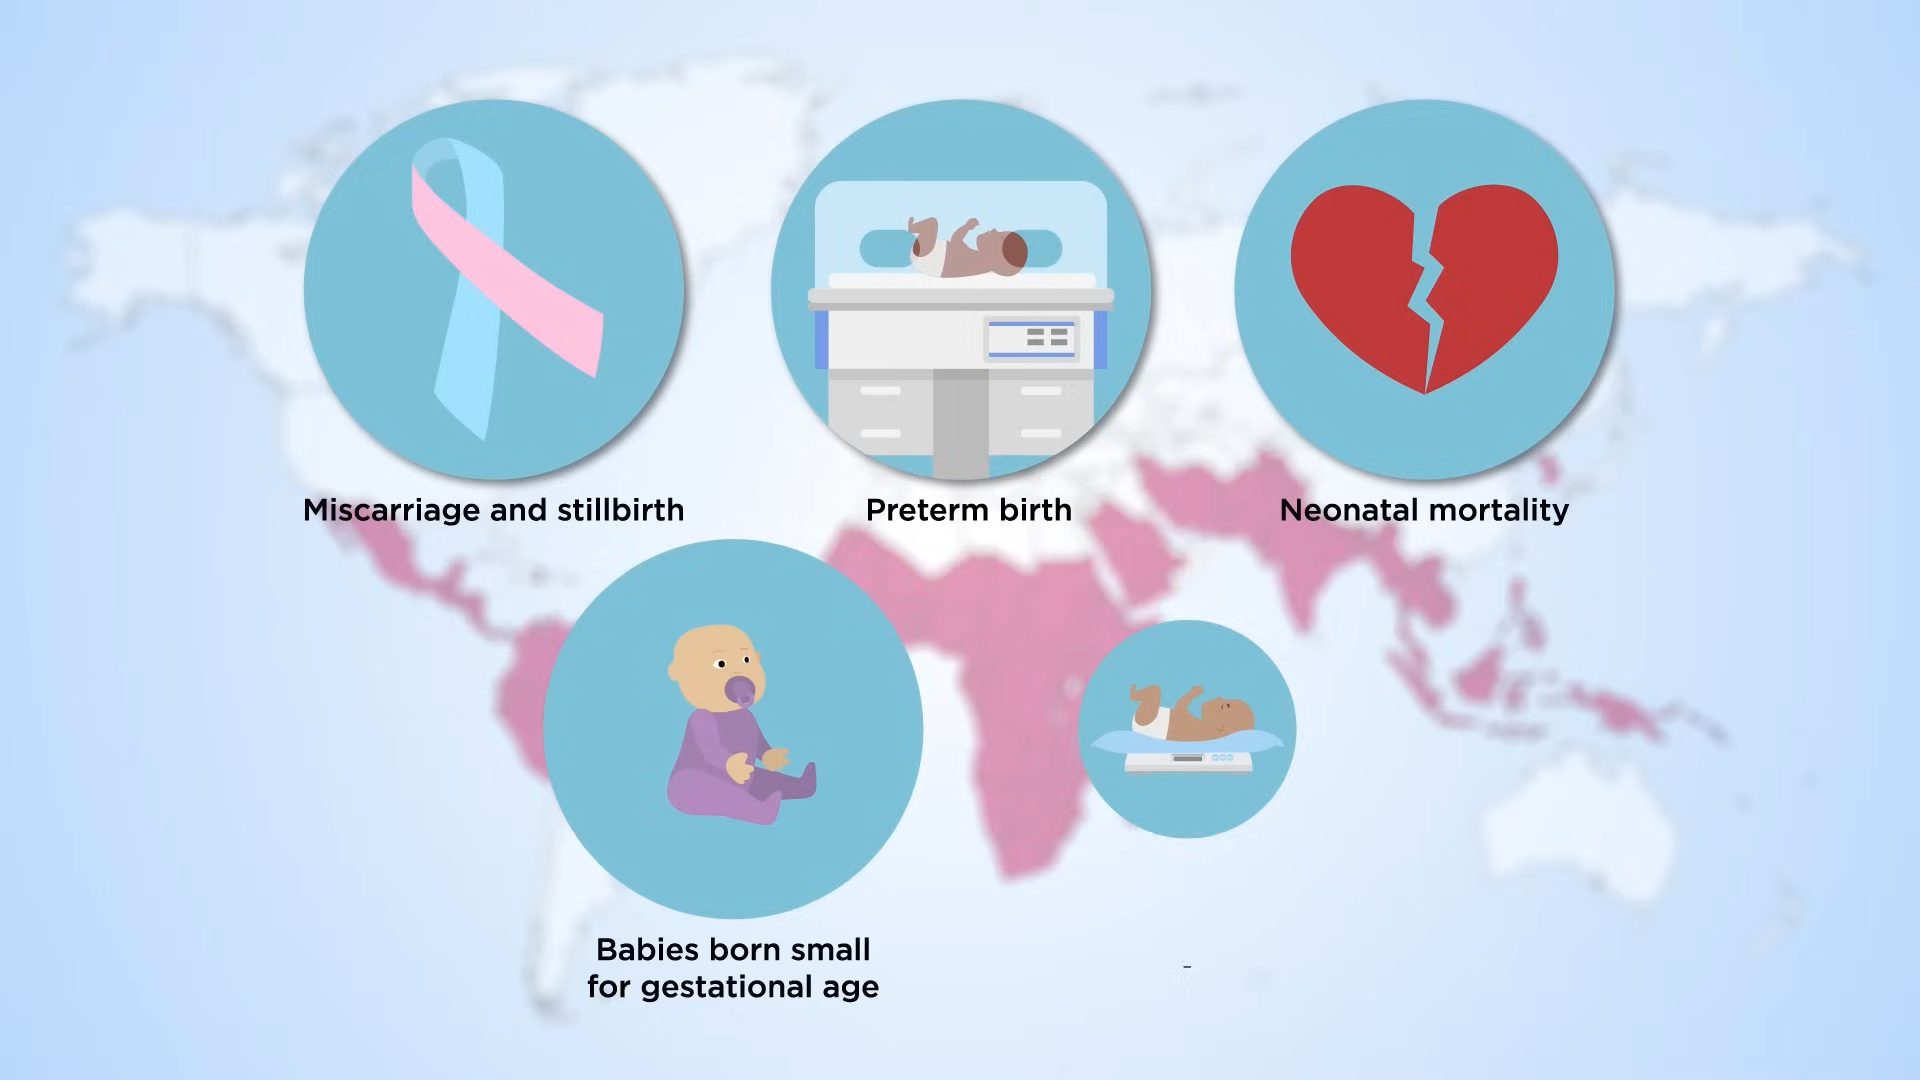 Miscarriage and stillbirth
Preterm birth
Neonatal mortality
Babies born small
for gestational age